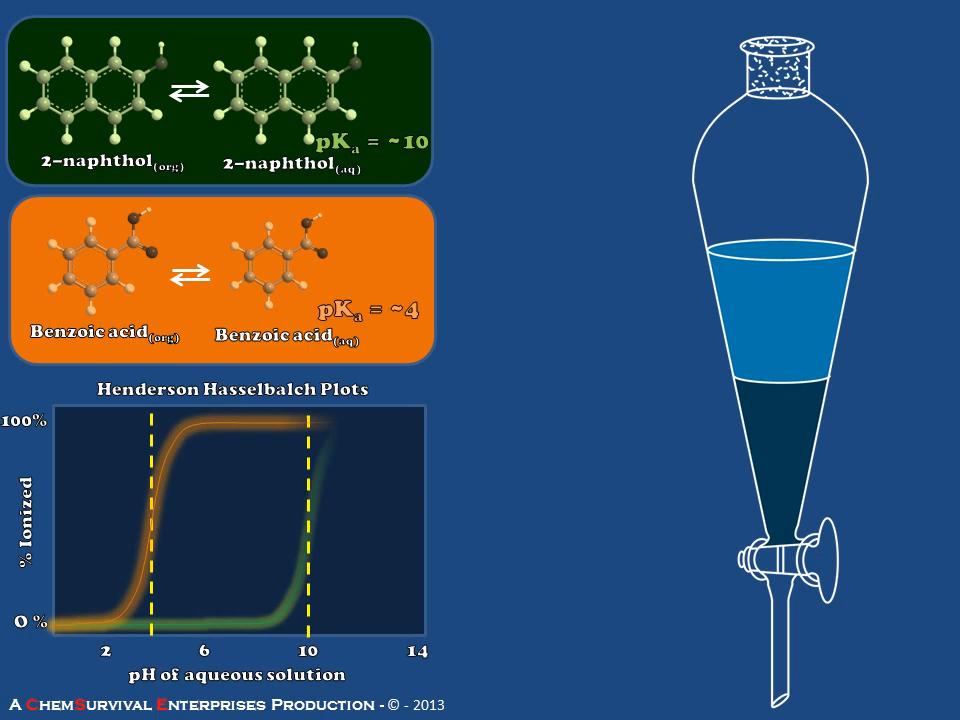 pKa = ~10
2-naphthol(org)
2-naphthol(aq)
pKa = ~4
Benzoic acid(org)
Benzoic acid(aq)
Henderson Hasselbalch Plots
100%
% Ionized
0 %
2 6 10 14
pH of aqueous solution
A ChemSurvival Enterprises Production - © - 2013